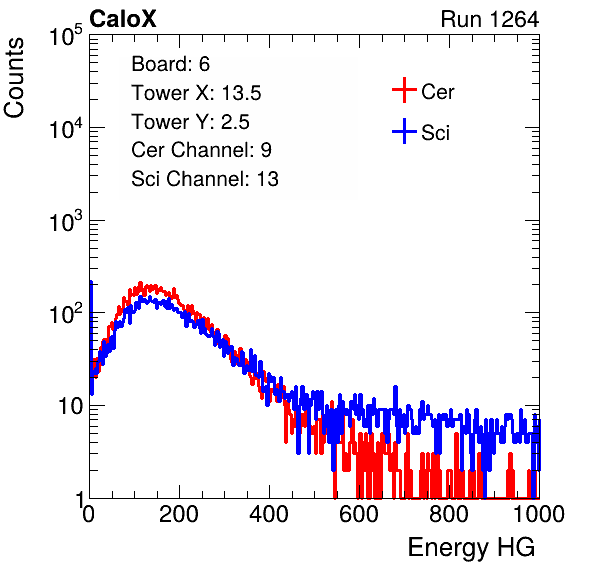 CaloX Run 1264
10^5
Counts
Board: 6
Tower X: 13.5
Tower Y: 2.5
Cer Channel: 9
Sci Channel: 13
Cer
Sci
10^4
10^3
10^2
10
1
0 200 400 600 800 1000
Energy HG